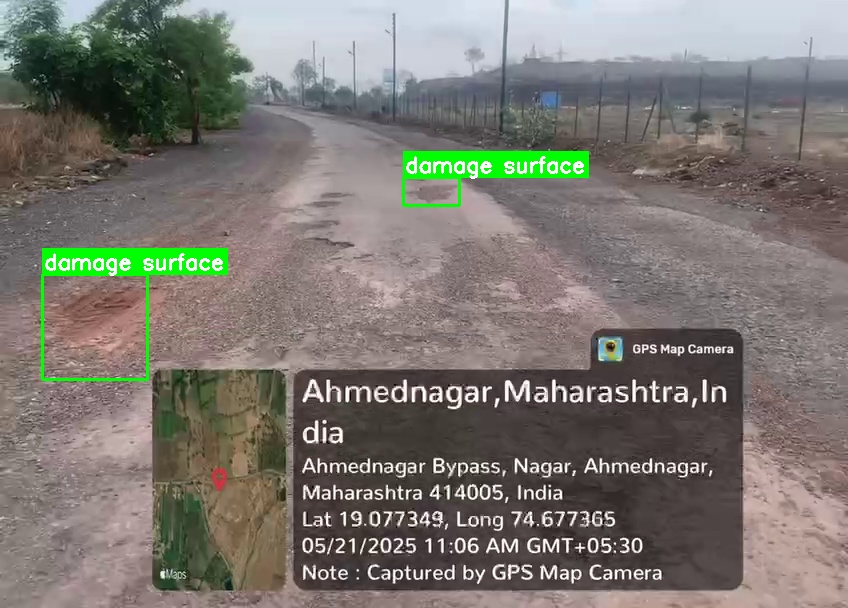 damage surface
damage surface
GPS Map Camera
Ahmednagar,Maharashtra,In
dia
Ahmednagar Bypass, Nagar, Ahmednagar,
Maharashtra 414005, India
Lat 19.077349, Long 74.677365
05/21/2025 11:06 AM GMT+05:30
Note : Captured by GPS Map Camera
Maps